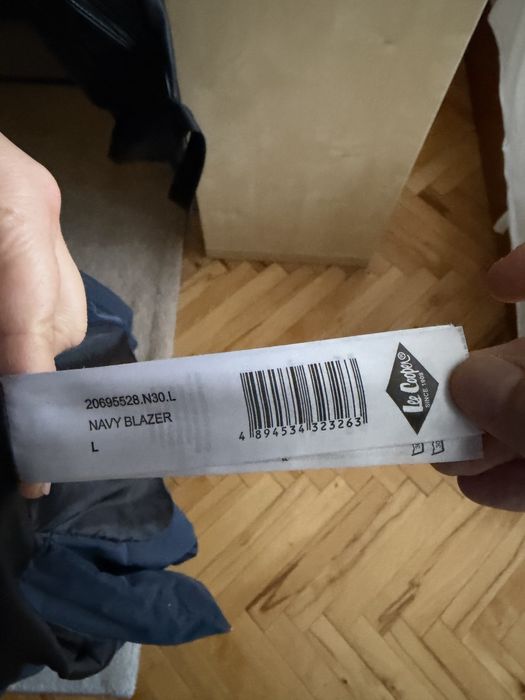 20695528.N30.L
NAVY BLAZER
L
4 894534 323263
Lee Cooper®
SINCE 1908